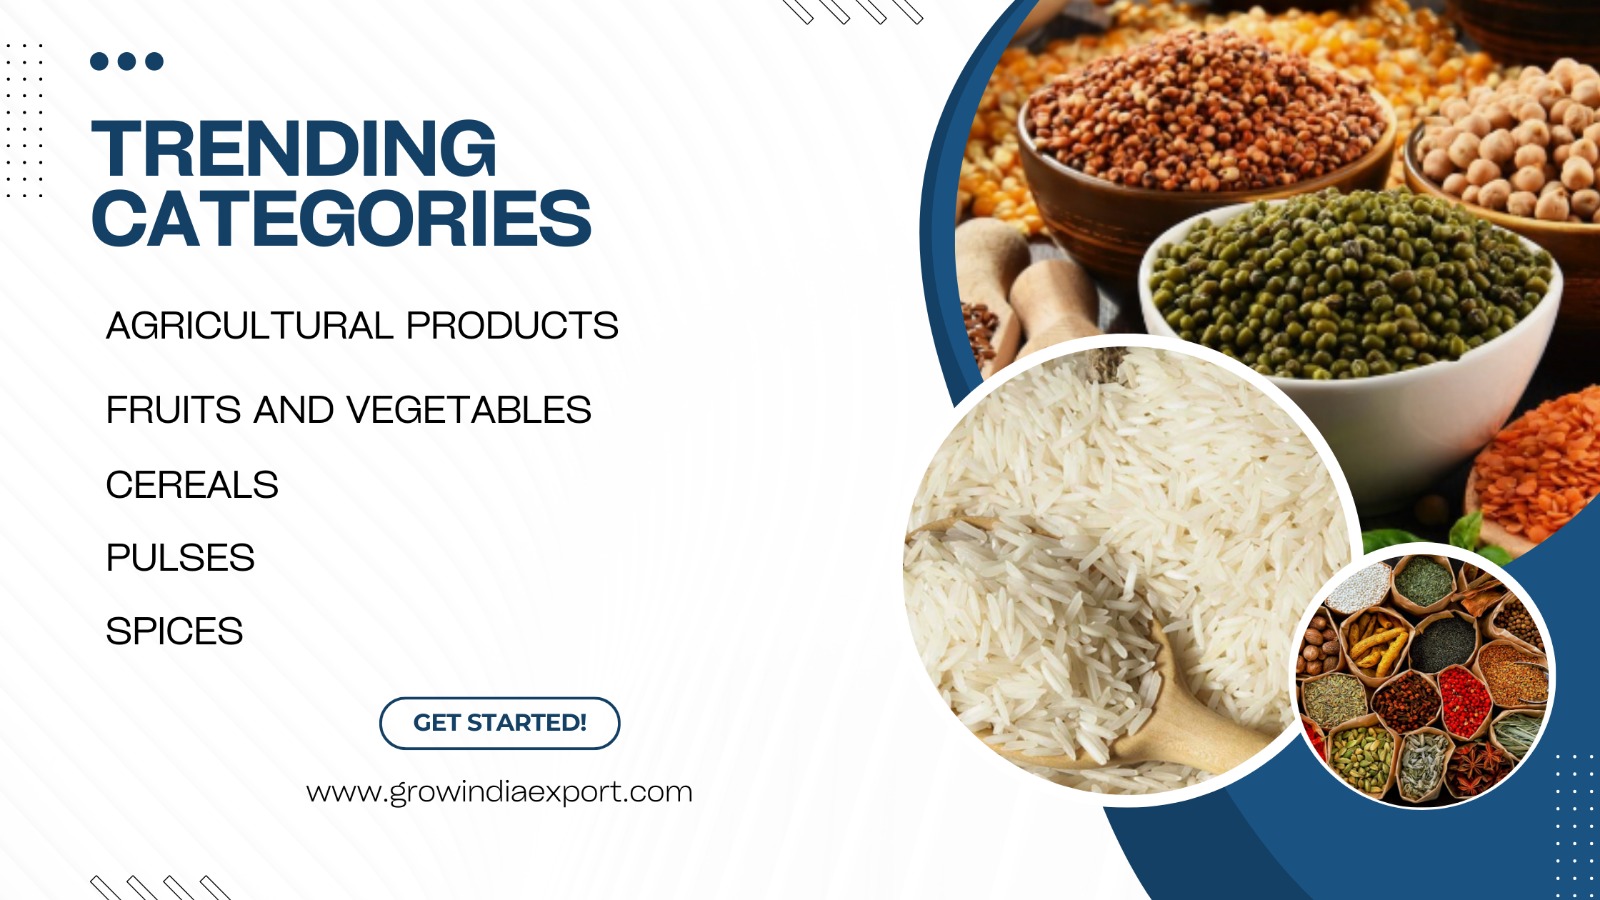 TRENDING
CATEGORIES
AGRICULTURAL PRODUCTS
FRUITS AND VEGETABLES
CEREALS
PULSES
SPICES
GET STARTED!
www.growindiaexport.com